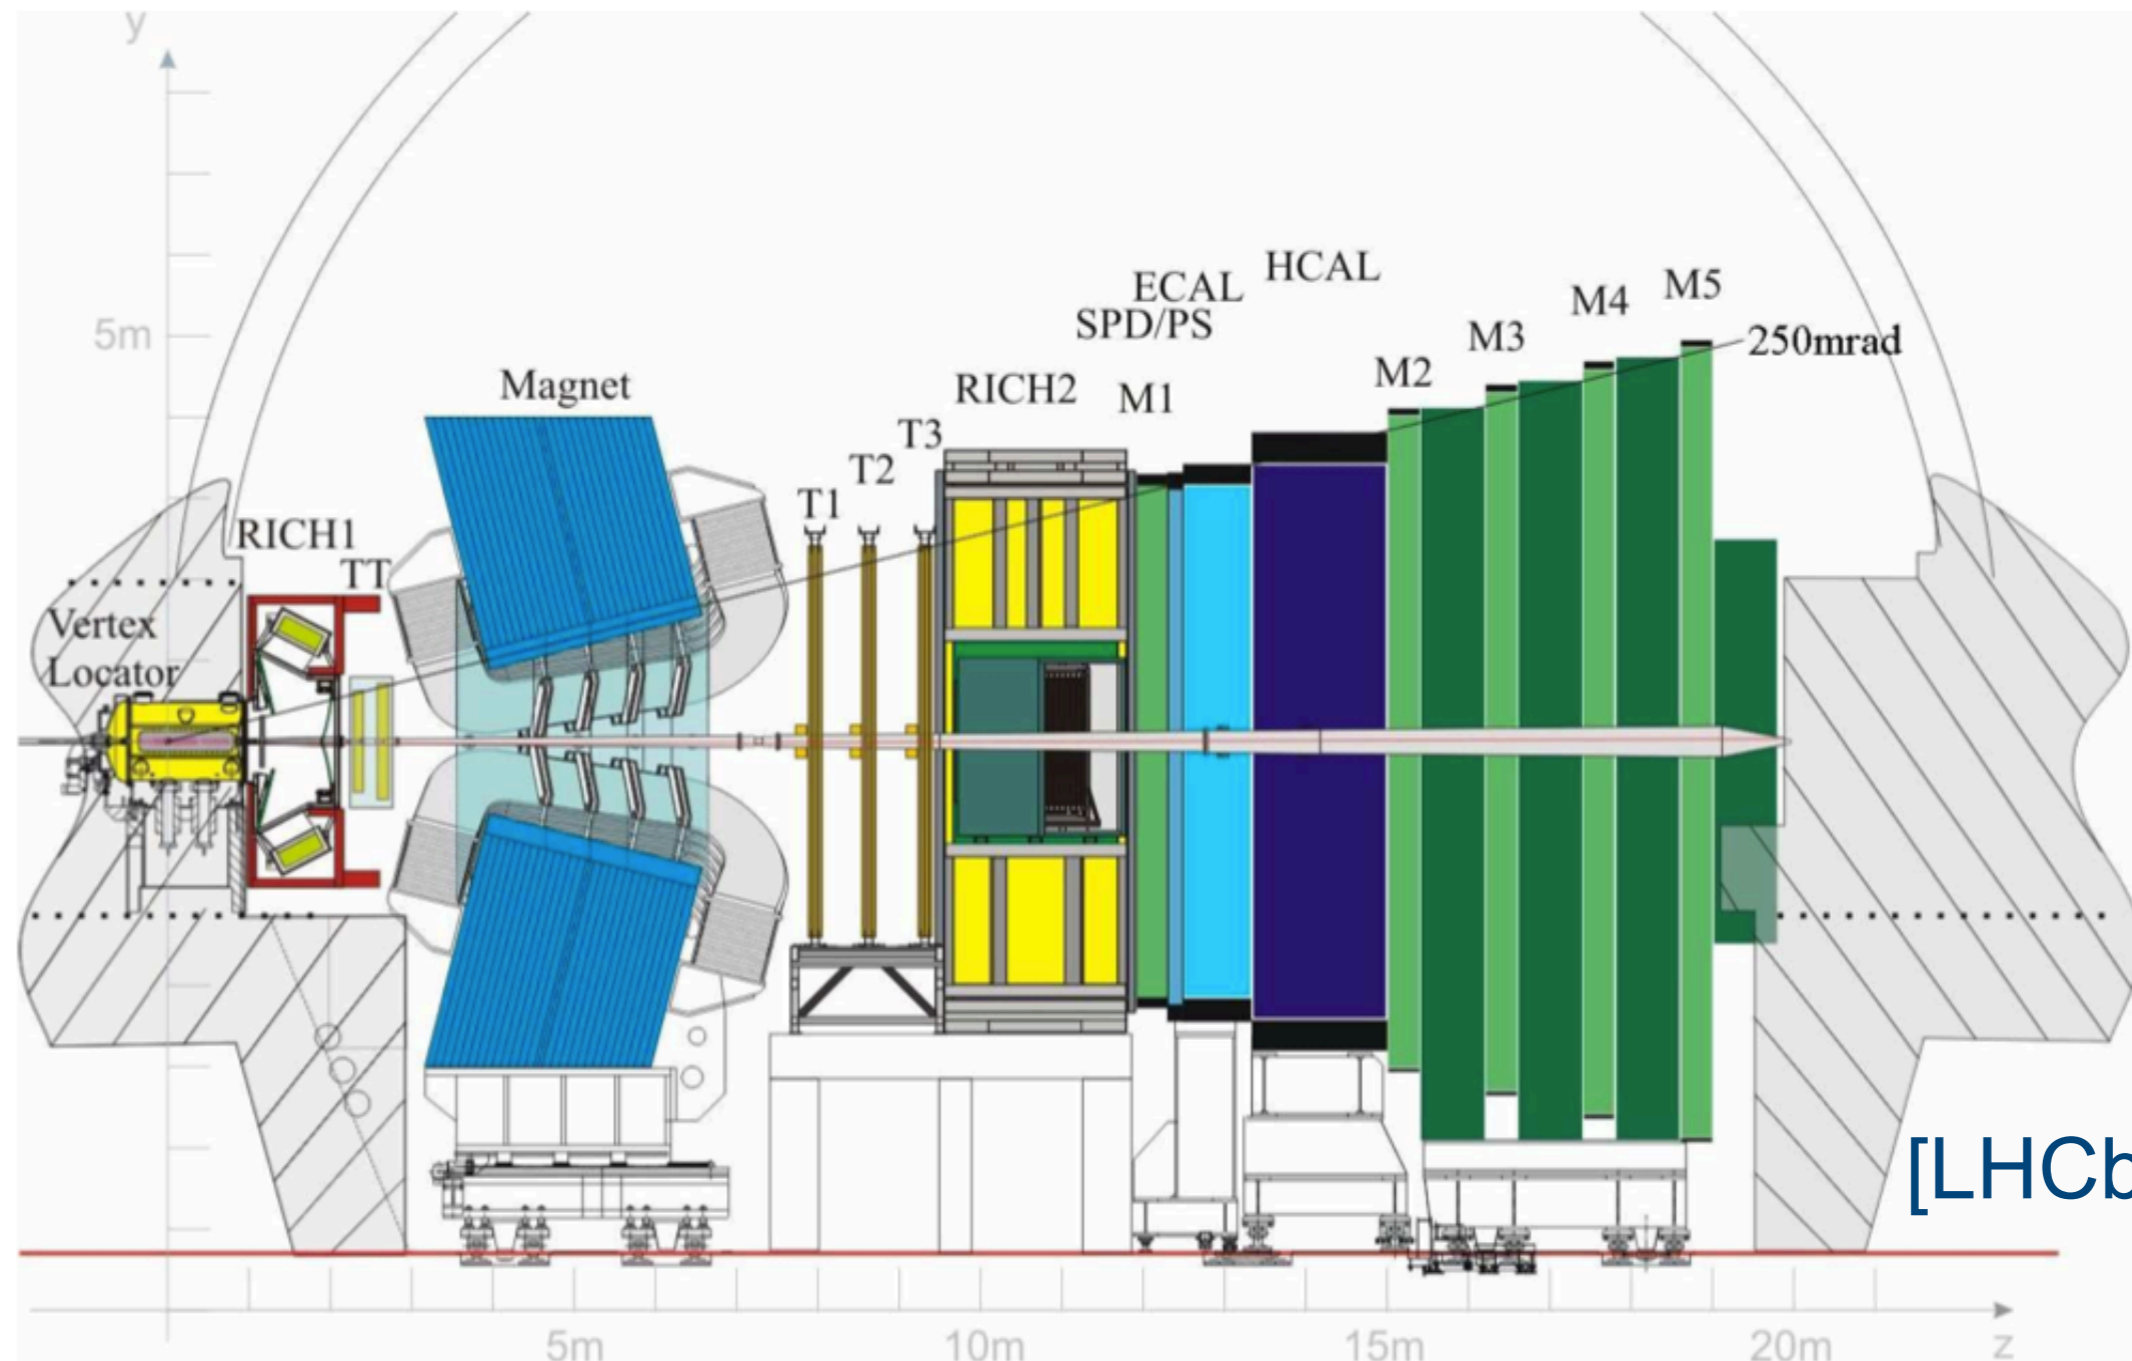 y
HCAL
ECAL
M5
M4
SPD/PS
M3
250mrad
5m
M2
Magnet
RICH2
M1
T3
T2
T1
RICH1
TT
Vertex
Locator
[LHCb
5m
10m
15m
20m
z